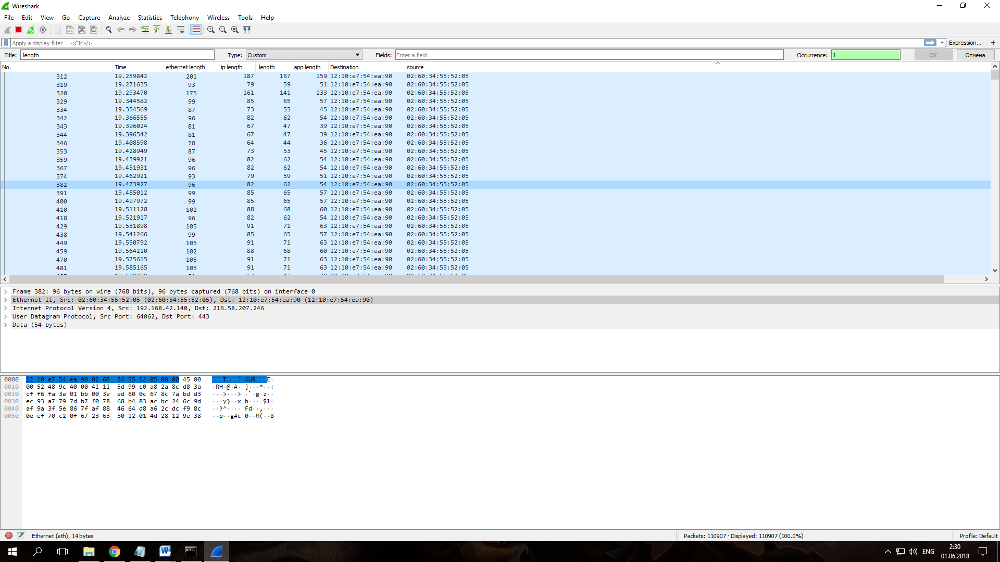 Wireshark
File Edit View Go Capture Analyze Statistics Telephony Wireless Tools Help
Apply a display filter ... <Ctrl-/> Expression... +
Title: length Type: Custom Fields: Enter a field ... Occurrence: 1 OK Отмена
No. Time ethernet length ip length length app length Destination source
312 19.259842 201 187 167 159 12:10:e7:54:ea:90 02:60:34:55:52:05
319 19.271635 93 79 59 51 12:10:e7:54:ea:90 02:60:34:55:52:05
320 19.293470 175 161 141 133 12:10:e7:54:ea:90 02:60:34:55:52:05
329 19.344582 99 85 65 57 12:10:e7:54:ea:90 02:60:34:55:52:05
334 19.354569 87 73 53 45 12:10:e7:54:ea:90 02:60:34:55:52:05
342 19.366555 96 82 62 54 12:10:e7:54:ea:90 02:60:34:55:52:05
343 19.396024 81 67 47 39 12:10:e7:54:ea:90 02:60:34:55:52:05
344 19.396542 81 67 47 39 12:10:e7:54:ea:90 02:60:34:55:52:05
346 19.408598 78 64 44 36 12:10:e7:54:ea:90 02:60:34:55:52:05
353 19.428949 87 73 53 45 12:10:e7:54:ea:90 02:60:34:55:52:05
359 19.439921 96 82 62 54 12:10:e7:54:ea:90 02:60:34:55:52:05
367 19.451931 96 82 62 54 12:10:e7:54:ea:90 02:60:34:55:52:05
374 19.462921 93 79 59 51 12:10:e7:54:ea:90 02:60:34:55:52:05
382 19.473927 96 82 62 54 12:10:e7:54:ea:90 02:60:34:55:52:05
391 19.485012 99 85 65 57 12:10:e7:54:ea:90 02:60:34:55:52:05
400 19.497972 99 85 65 57 12:10:e7:54:ea:90 02:60:34:55:52:05
410 19.511128 102 88 68 60 12:10:e7:54:ea:90 02:60:34:55:52:05
418 19.521917 96 82 62 54 12:10:e7:54:ea:90 02:60:34:55:52:05
429 19.531898 105 91 71 63 12:10:e7:54:ea:90 02:60:34:55:52:05
438 19.541266 99 85 65 57 12:10:e7:54:ea:90 02:60:34:55:52:05
449 19.550792 105 91 71 63 12:10:e7:54:ea:90 02:60:34:55:52:05
459 19.564210 102 88 68 60 12:10:e7:54:ea:90 02:60:34:55:52:05
470 19.575615 105 91 71 63 12:10:e7:54:ea:90 02:60:34:55:52:05
481 19.585165 105 91 71 63 12:10:e7:54:ea:90 02:60:34:55:52:05
Frame 382: 96 bytes on wire (768 bits), 96 bytes captured (768 bits) on interface 0
Ethernet II, Src: 02:60:34:55:52:05 (02:60:34:55:52:05), Dst: 12:10:e7:54:ea:90 (12:10:e7:54:ea:90)
Internet Protocol Version 4, Src: 192.168.42.140, Dst: 216.58.207.246
User Datagram Protocol, Src Port: 64062, Dst Port: 443
Data (54 bytes)
0000 12 10 e7 54 ea 90 02 60 34 55 52 05 08 00 45 00 ···T···` 4UR···E·
0010 00 52 48 9c 40 00 41 11 5d 99 c0 a8 2a 8c d8 3a ·RH·@·A· ]···*··:
0020 cf f6 fa 3e 01 bb 00 3e ed 60 0c 67 8c 7a bd d3 ···>···> ·`·g·z··
0030 ec 93 a7 79 7d b7 f0 78 68 b4 83 ac bc 24 6c 9d ···y}··x h····$l·
0040 af 9a 3f 5e 86 7f af 88 46 64 d8 a6 2c dc f9 8c ··?^···· Fd··,···
0050 0e ef 70 c2 0f 67 23 63 30 12 01 4d 28 12 9e 38 ··p··g#c 0··M(··8
Ethernet (eth), 14 bytes Packets: 110907 · Displayed: 110907 (100.0%) Profile: Default
ENG 2:30
01.06.2018